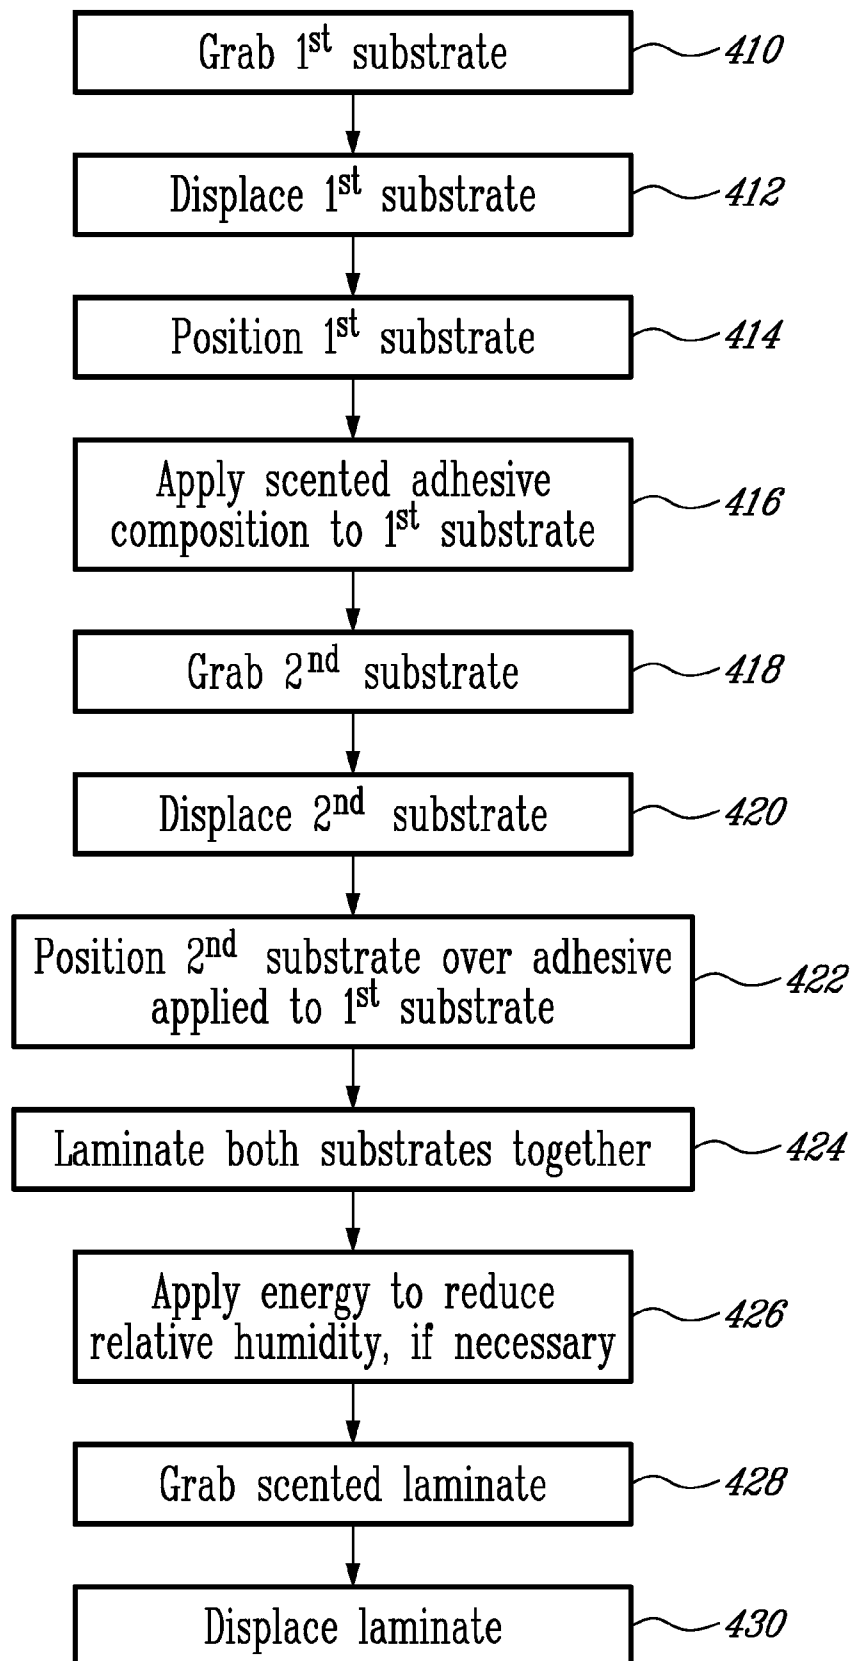 Grab 1st substrate
410
Displace 1st substrate
412
Position 1st substrate
414
Apply scented adhesive
composition to 1st substrate
416
Grab 2nd substrate
418
Displace 2nd substrate
420
Position 2nd substrate over adhesive
applied to 1st substrate
422
Laminate both substrates together
424
Apply energy to reduce
relative humidity, if necessary
426
Grab scented laminate
428
Displace laminate
430